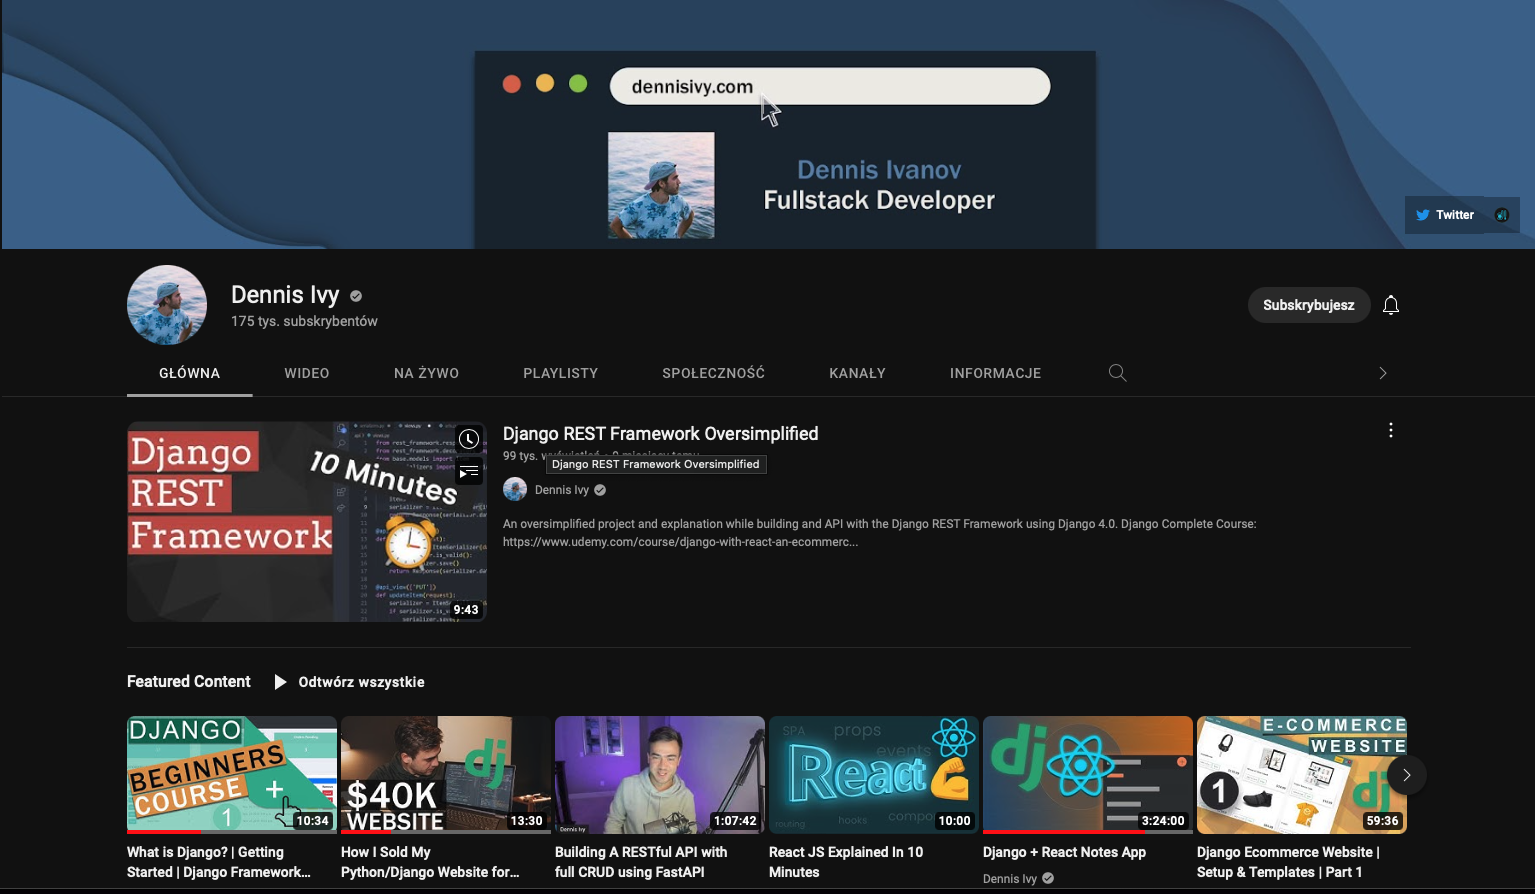 dennisivy.com
Dennis Ivanov
Fullstack Developer
Twitter
Dennis Ivy
175 tys. subskrybentów
Subskrybujesz
GŁÓWNA
WIDEO
NA ŻYWO
PLAYLISTY
SPOŁECZNOŚĆ
KANAŁY
INFORMACJE
Django
REST
Framework
10 Minutes
9:43
Django REST Framework Oversimplified
99 tys.
Django REST Framework Oversimplified
Dennis Ivy
An oversimplified project and explanation while building and API with the Django REST Framework using Django 4.0. Django Complete Course:
https://www.udemy.com/course/django-with-react-an-ecommerc...
Featured Content
Odtwórz wszystkie
DJANGO
BEGINNERS
COURSE
1
10:34
What is Django? | Getting
Started | Django Framework...
dj
$40K
WEBSITE
13:30
How I Sold My
Python/Django Website for...
Dennis Ivy
1:07:42
Building A RESTful API with
full CRUD using FastAPI
SPA
props
events
React
routing
hooks
compo
10:00
React JS Explained In 10
Minutes
dj
3:24:00
Django + React Notes App
Dennis Ivy
E-COMMERCE
WEBSITE
1
dj
59:36
Django Ecommerce Website |
Setup & Templates | Part 1